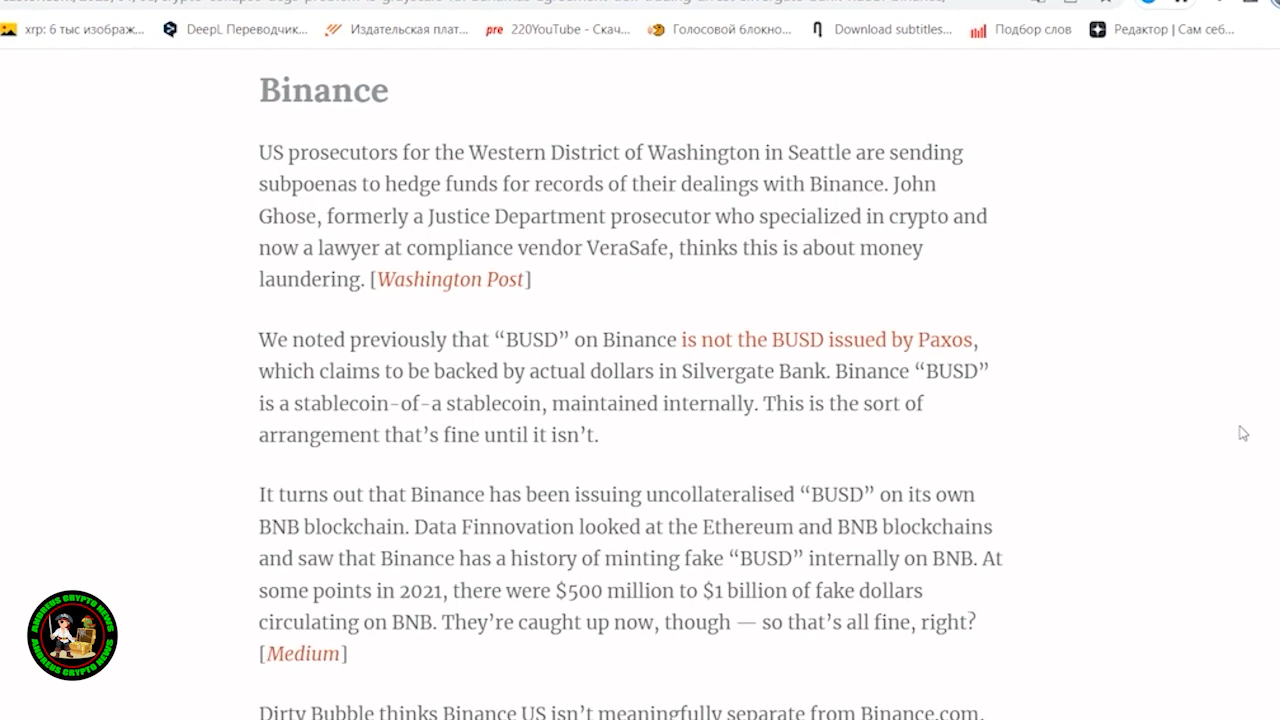 xrp: 6 тыс изображ...
DeepL Переводчик...
Издательская плат...
pre 220YouTube - Скач...
Голосовой блокно...
Download subtitles...
Подбор слов
Редактор | Сам себ...
Binance
US prosecutors for the Western District of Washington in Seattle are sending
subpoenas to hedge funds for records of their dealings with Binance. John
Ghose, formerly a Justice Department prosecutor who specialized in crypto and
now a lawyer at compliance vendor VeraSafe, thinks this is about money
laundering. [Washington Post]
We noted previously that “BUSD” on Binance is not the BUSD issued by Paxos,
which claims to be backed by actual dollars in Silvergate Bank. Binance “BUSD”
is a stablecoin-of-a stablecoin, maintained internally. This is the sort of
arrangement that’s fine until it isn’t.
It turns out that Binance has been issuing uncollateralised “BUSD” on its own
BNB blockchain. Data Finnovation looked at the Ethereum and BNB blockchains
and saw that Binance has a history of minting fake “BUSD” internally on BNB. At
some points in 2021, there were $500 million to $1 billion of fake dollars
circulating on BNB. They’re caught up now, though — so that’s all fine, right?
[Medium]
Dirty Bubble thinks Binance US isn’t meaningfully separate from Binance.com,
ANDREUS CRYPTO NEWS
ANDREUS CRYPTO NEWS